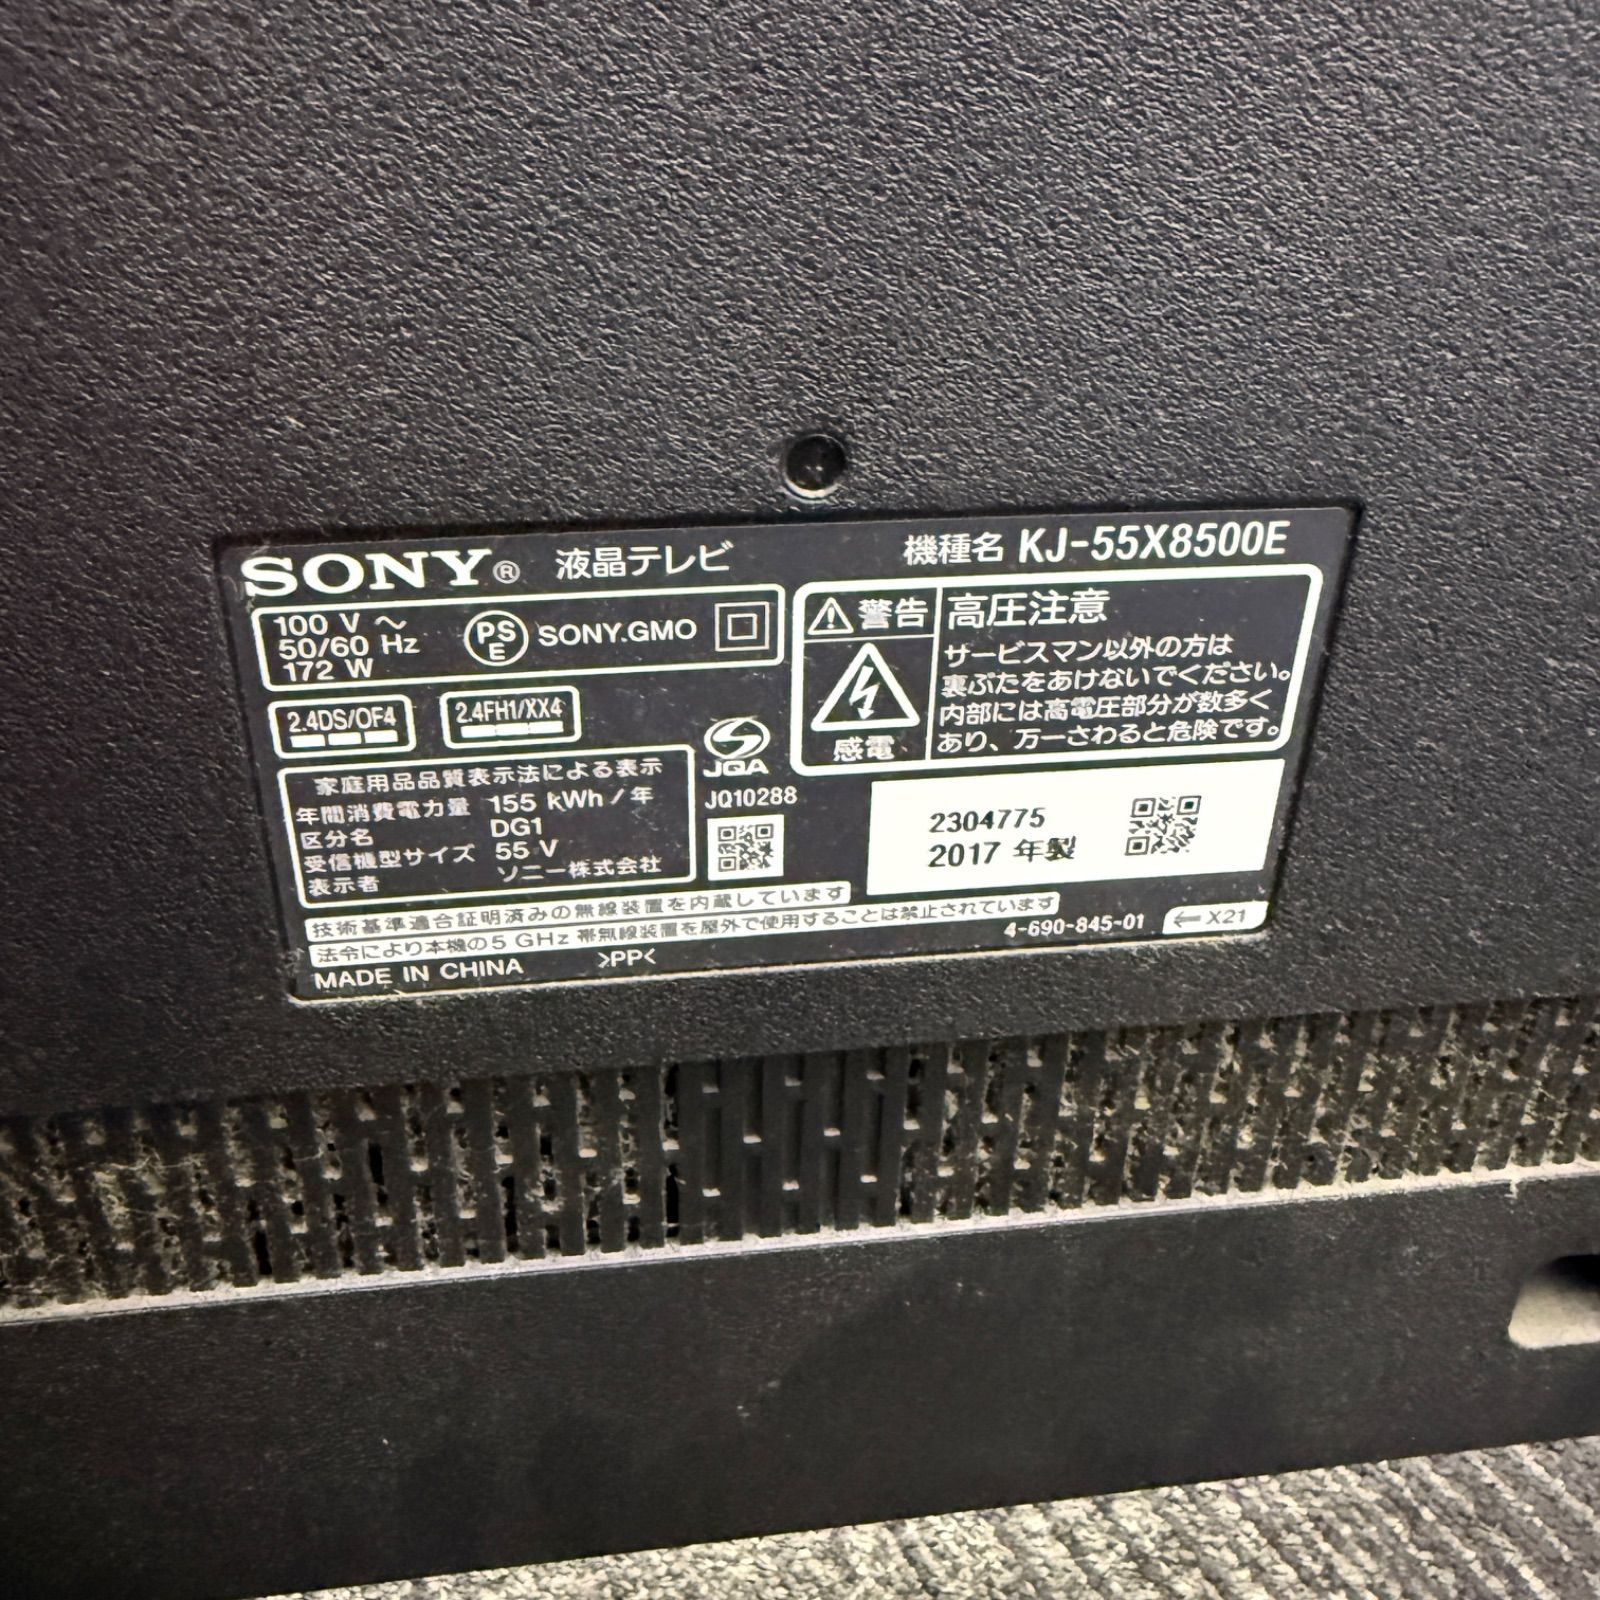 SONY® 液晶テレビ
機種名 KJ-55X8500E
100 V ～
50/60 Hz
172 W
PSE
SONY.GMO
2.4DS/OF4
2.4FH1/XX4
家庭用品品質表示法による表示
年間消費電力量 155 kWh/年
区分名 DG1
受信機型サイズ 55 V
表示者 ソニー株式会社
JQA
JQ10288
警告
感電
高圧注意
サービスマン以外の方は
裏ぶたをあけないでください。
内部には高電圧部分が数多く
あり、万一さわると危険です。
2304775
2017 年製
技術基準適合証明済みの無線装置を内蔵しています
法令により本機の5 GHz 帯無線装置を屋外で使用することは禁止されています
MADE IN CHINA >PP<
4-690-845-01 ← X21